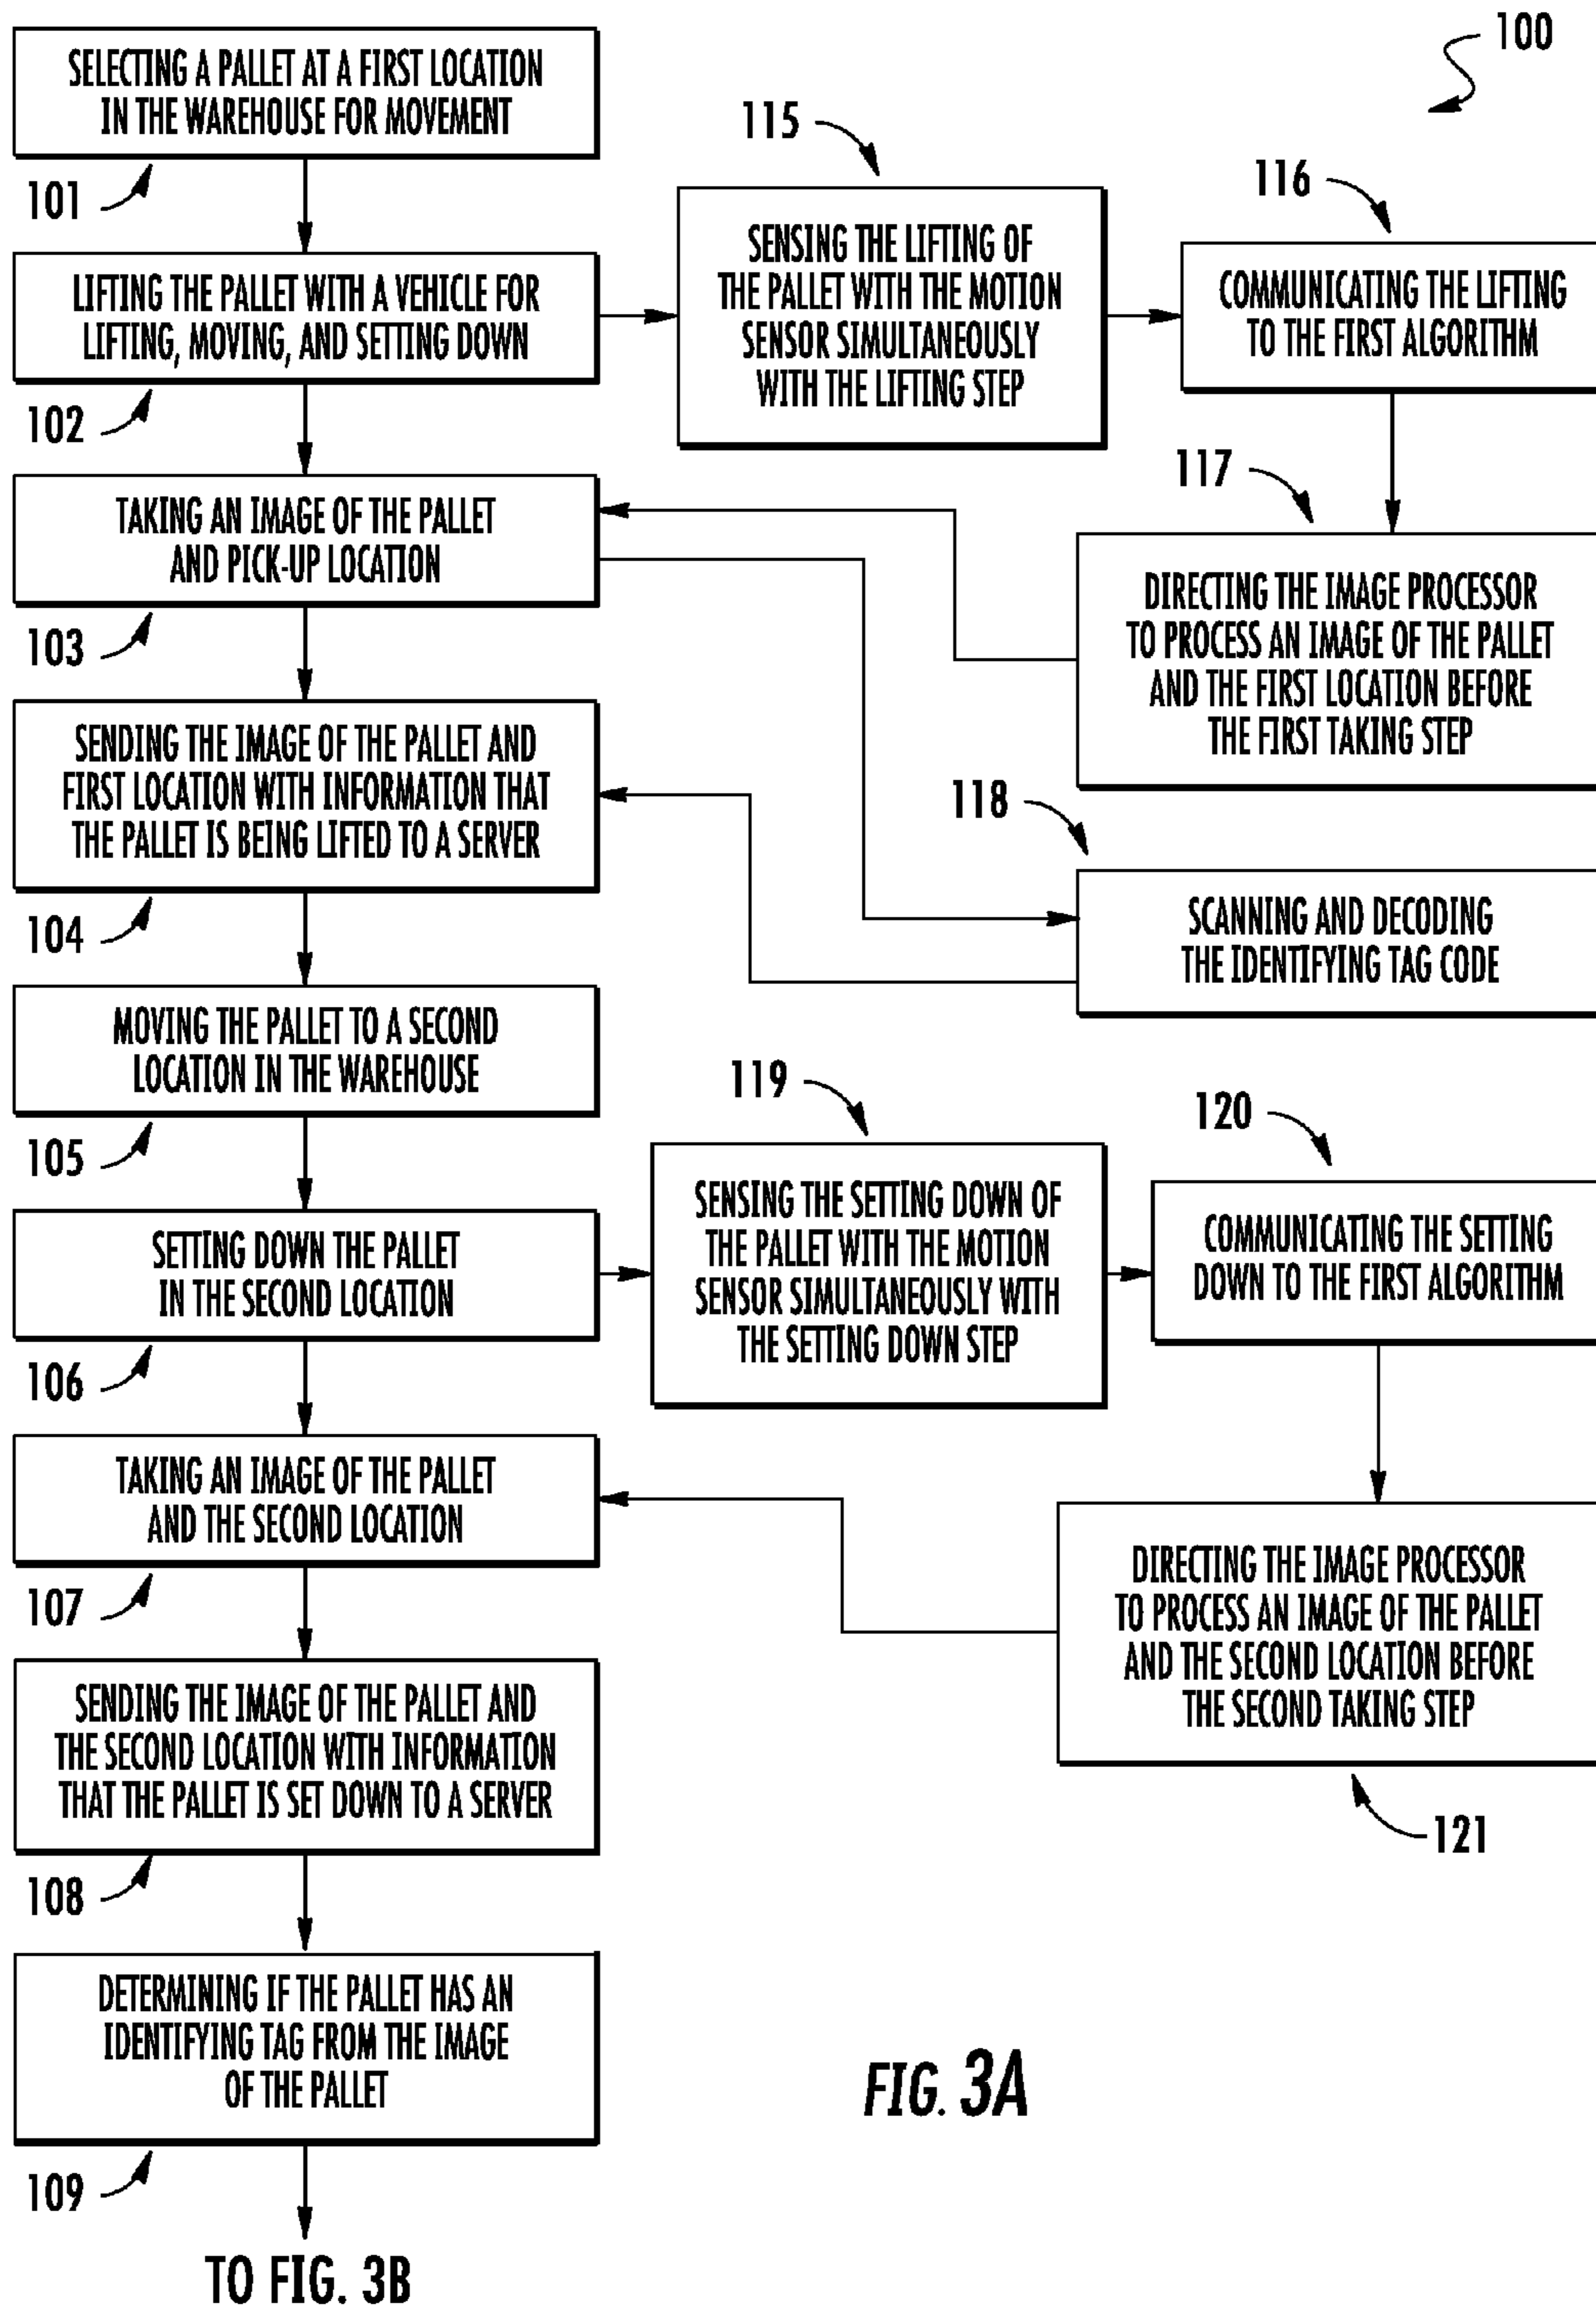 100
SELECTING A PALLET AT A FIRST LOCATION
IN THE WAREHOUSE FOR MOVEMENT
101
LIFTING THE PALLET WITH A VEHICLE FOR
LIFTING, MOVING, AND SETTING DOWN
102
115
SENSING THE LIFTING OF
THE PALLET WITH THE MOTION
SENSOR SIMULTANEOUSLY
WITH THE LIFTING STEP
116
COMMUNICATING THE LIFTING
TO THE FIRST ALGORITHM
117
DIRECTING THE IMAGE PROCESSOR
TO PROCESS AN IMAGE OF THE PALLET
AND THE FIRST LOCATION BEFORE
THE FIRST TAKING STEP
TAKING AN IMAGE OF THE PALLET
AND PICK-UP LOCATION
103
118
SCANNING AND DECODING
THE IDENTIFYING TAG CODE
SENDING THE IMAGE OF THE PALLET AND
FIRST LOCATION WITH INFORMATION THAT
THE PALLET IS BEING LIFTED TO A SERVER
104
MOVING THE PALLET TO A SECOND
LOCATION IN THE WAREHOUSE
105
SETTING DOWN THE PALLET
IN THE SECOND LOCATION
106
119
SENSING THE SETTING DOWN OF
THE PALLET WITH THE MOTION
SENSOR SIMULTANEOUSLY WITH
THE SETTING DOWN STEP
120
COMMUNICATING THE SETTING
DOWN TO THE FIRST ALGORITHM
DIRECTING THE IMAGE PROCESSOR
TO PROCESS AN IMAGE OF THE PALLET
AND THE SECOND LOCATION BEFORE
THE SECOND TAKING STEP
121
TAKING AN IMAGE OF THE PALLET
AND THE SECOND LOCATION
107
SENDING THE IMAGE OF THE PALLET AND
THE SECOND LOCATION WITH INFORMATION
THAT THE PALLET IS SET DOWN TO A SERVER
108
DETERMINING IF THE PALLET HAS AN
IDENTIFYING TAG FROM THE IMAGE
OF THE PALLET
109
TO FIG. 3B
FIG. 3A